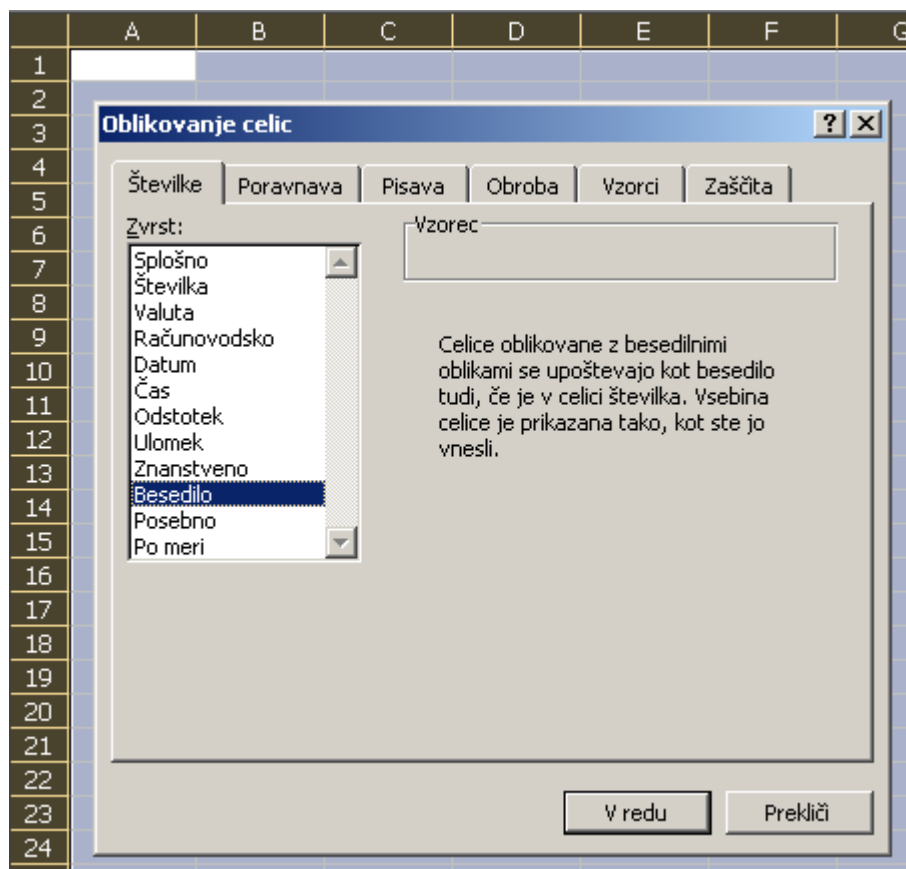 A B C D E F G
1
2
Oblikovanje celic ? ×
3
4
Številke Poravnava Pisava Obroba Vzorci Zaščita
5
6
Zvrst: Vzorec
7
Splošno
Številka
8
Valuta
9
Računovodsko
Celice oblikovane z besedilnimi
10
Datum
oblikami se upoštevajo kot besedilo
11
Čas
tudi, če je v celici številka. Vsebina
Odstotek
12
celice je prikazana tako, kot ste jo
Ulomek
vnesli.
13
Znanstveno
Besedilo
14
Posebno
15
Po meri
16
17
18
19
20
21
22
23
V redu Prekliči
24